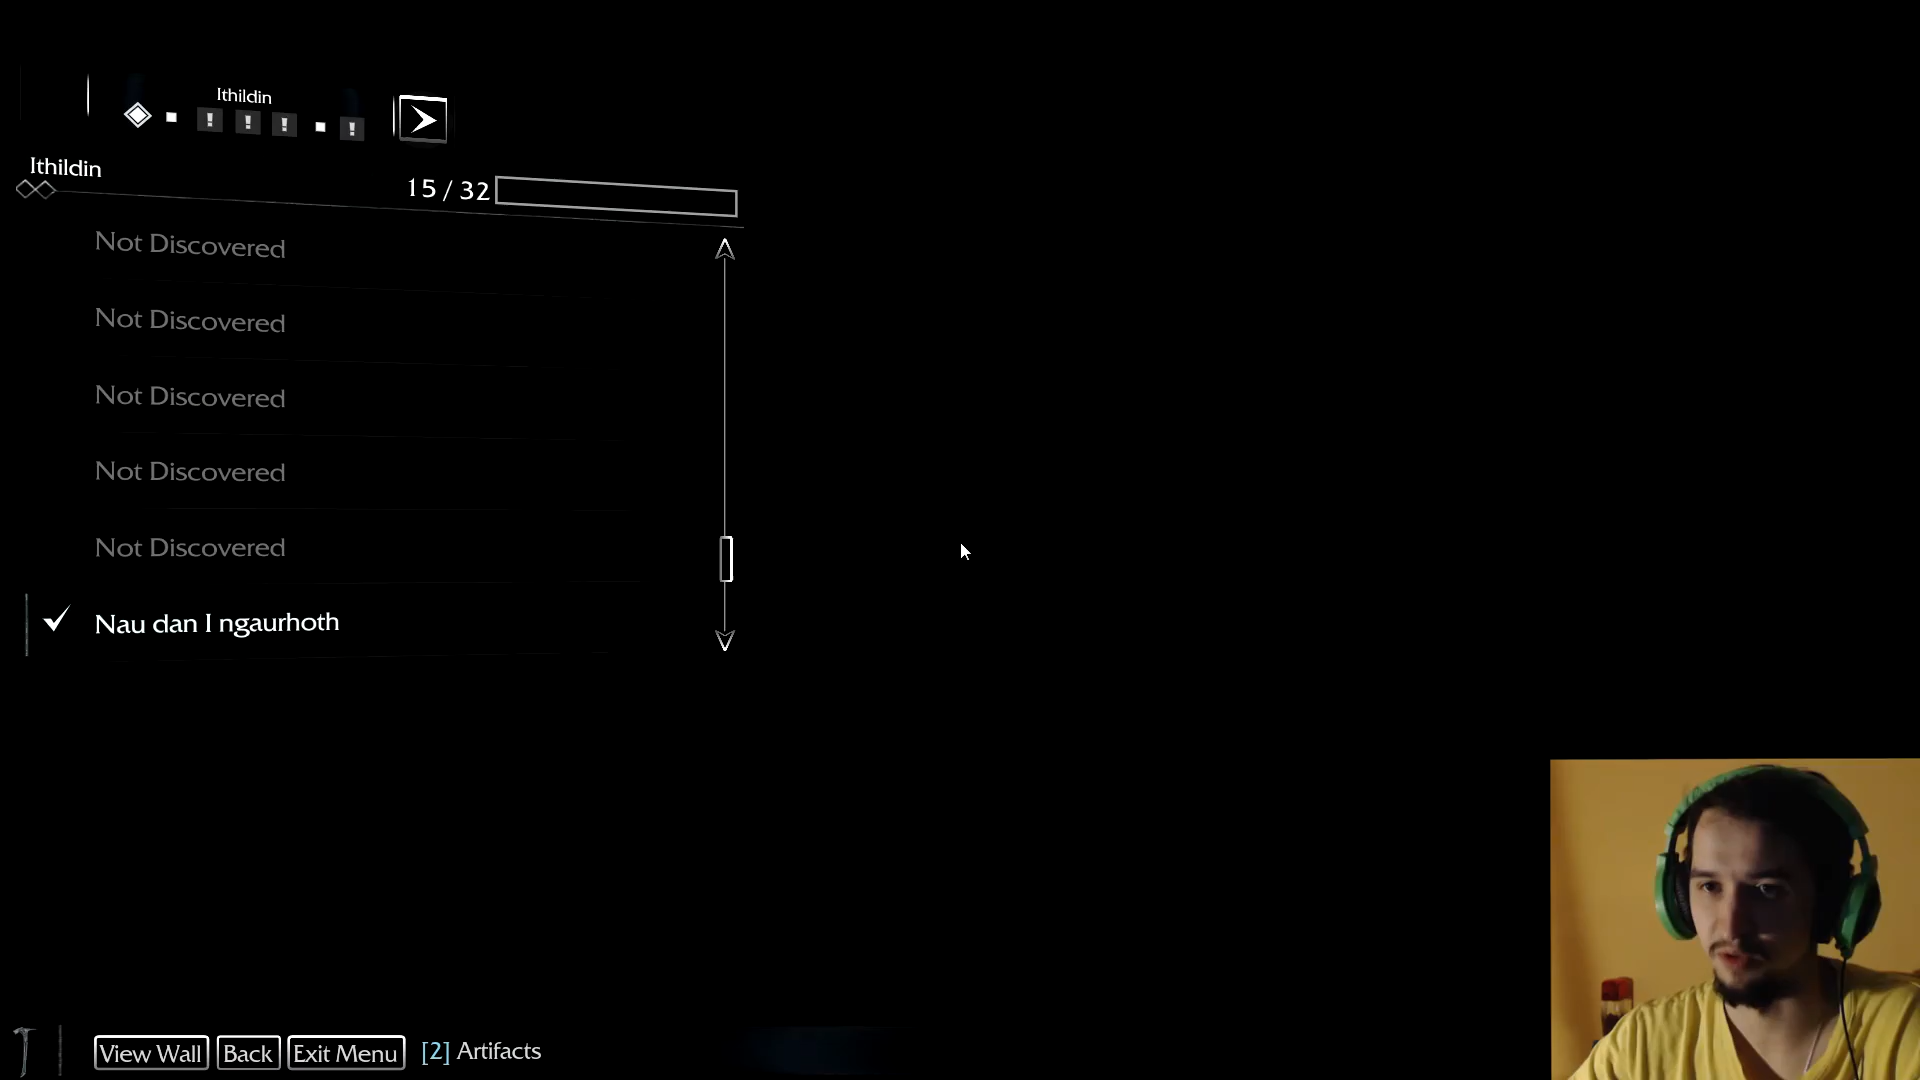 Ithildin
Ithildin
15 / 32
Not Discovered
Not Discovered
Not Discovered
Not Discovered
Not Discovered
Nau dan I ngaurhoth
View Wall Back Exit Menu [2] Artifacts